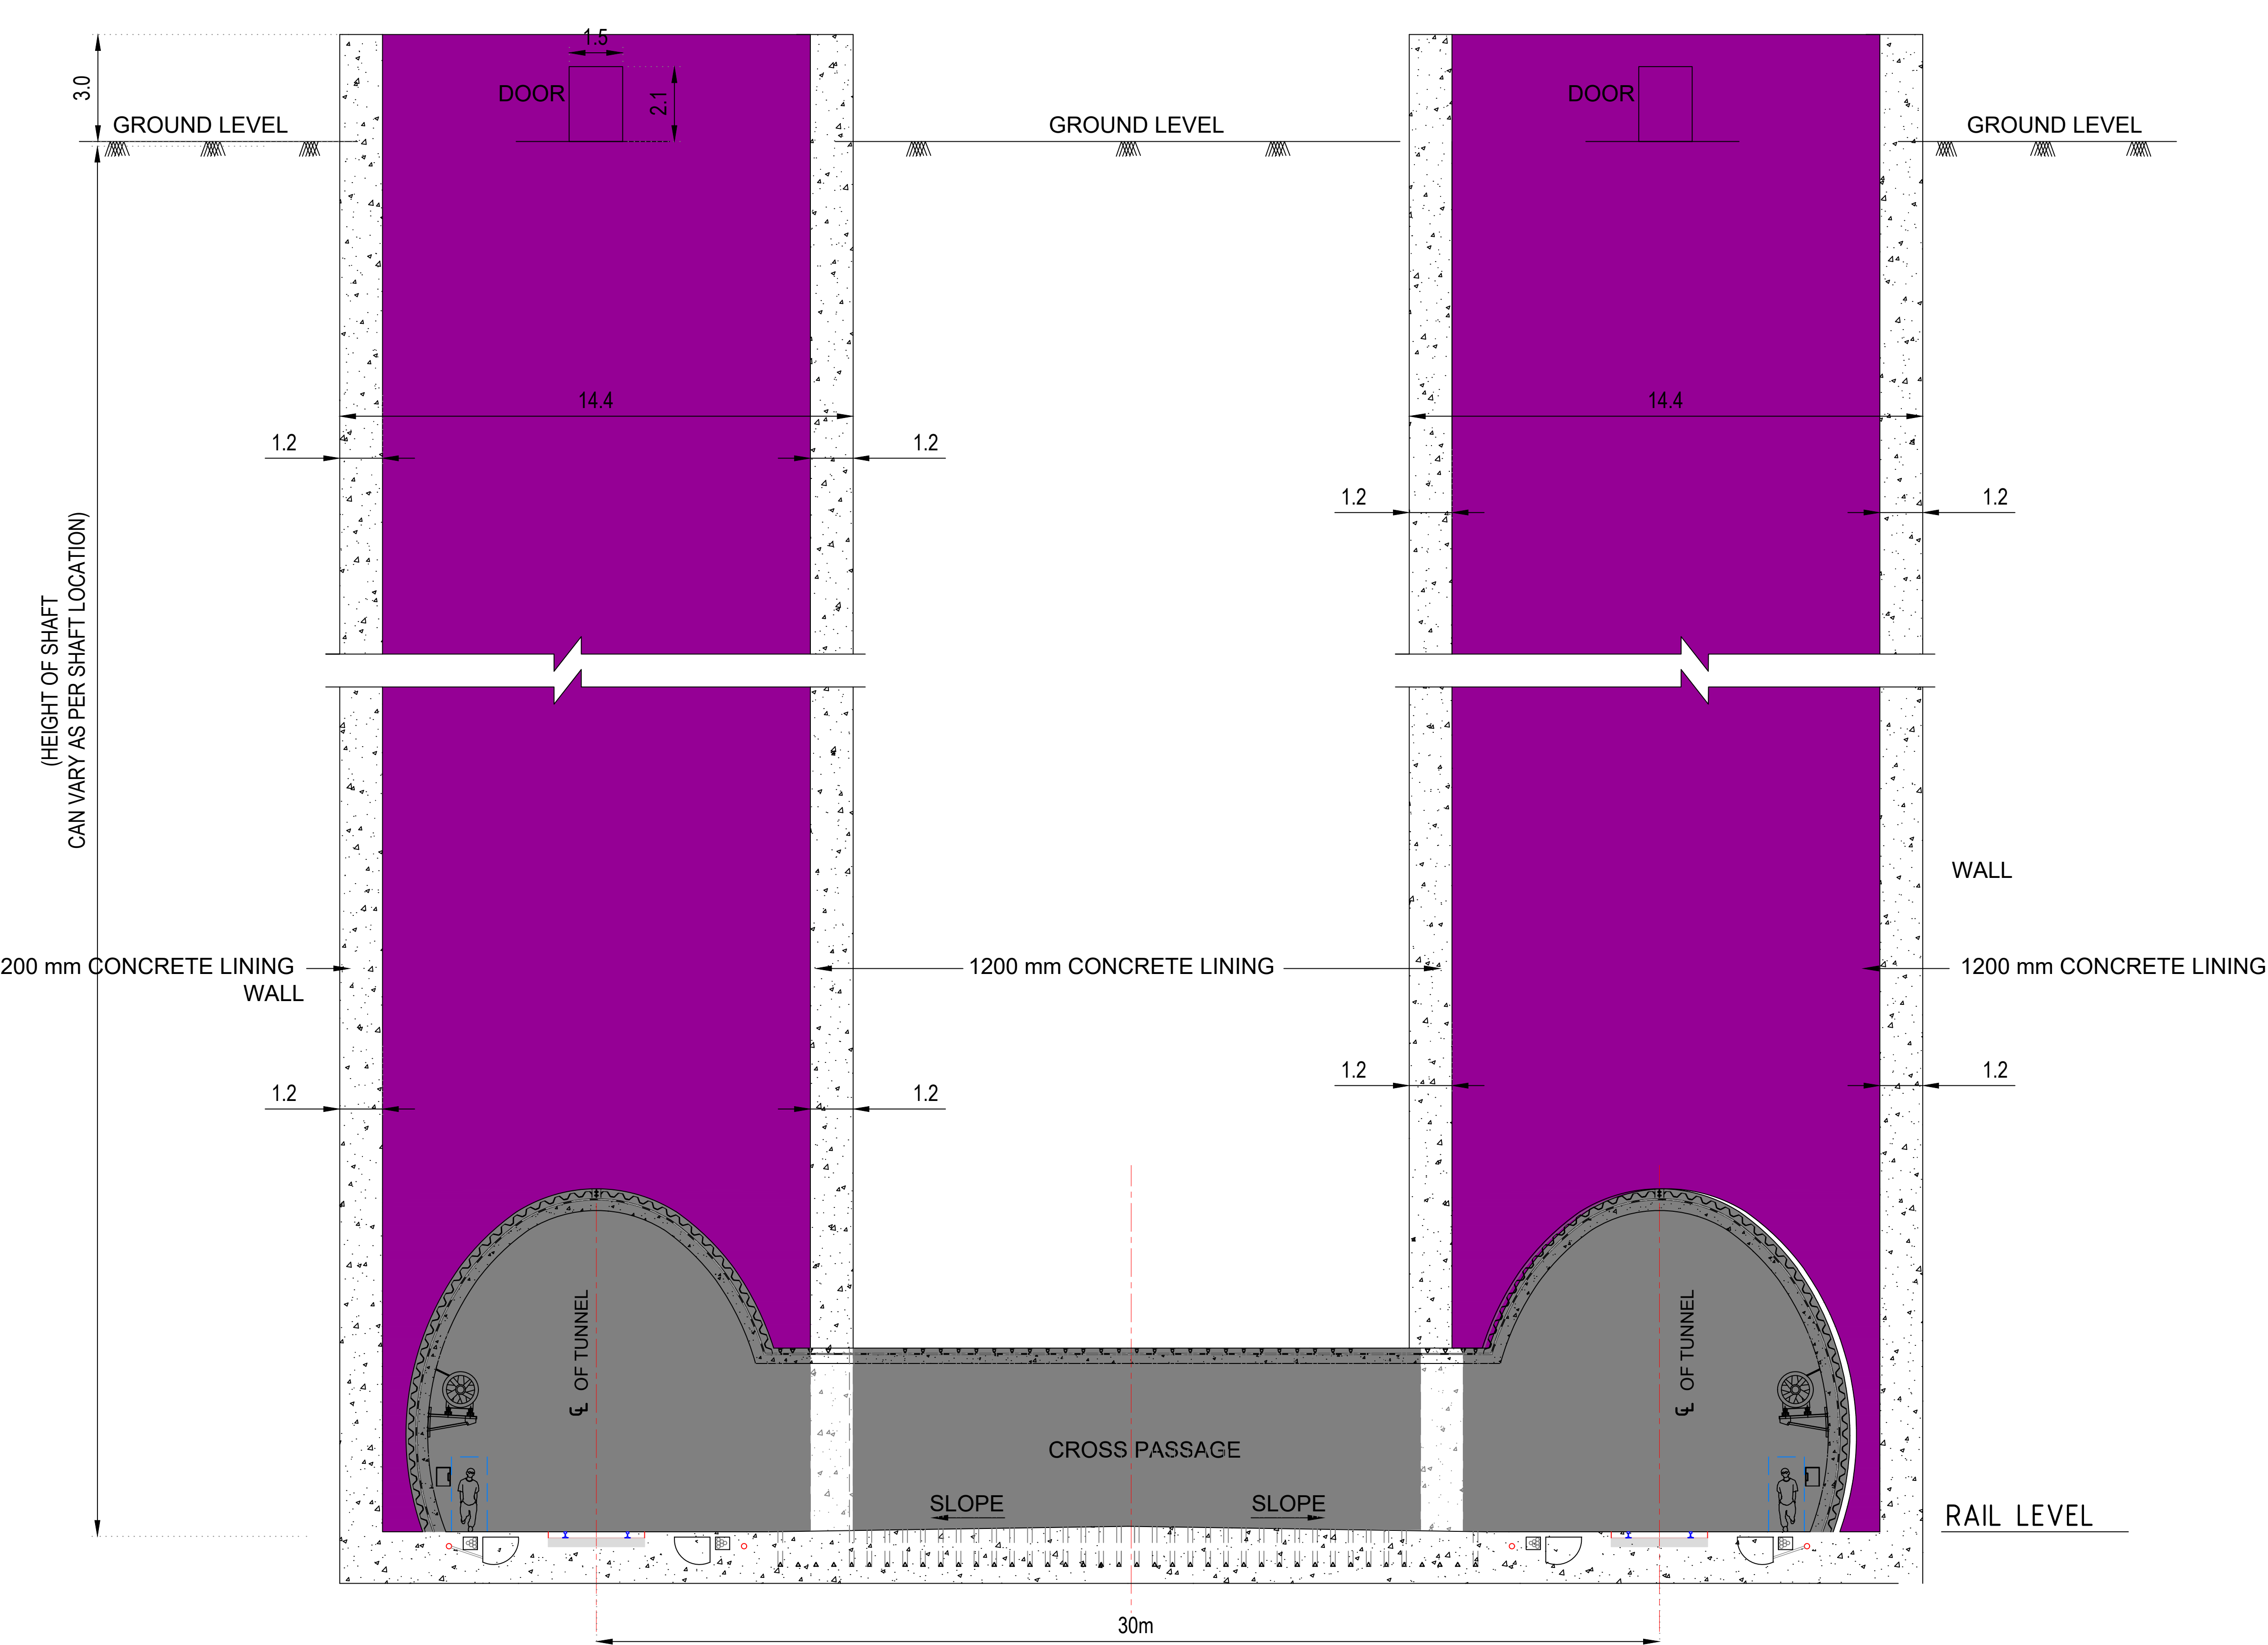 1.5
3.0
DOOR
2.1
DOOR
GROUND LEVEL
GROUND LEVEL
GROUND LEVEL
14.4
14.4
1.2
1.2
1.2
1.2
(HEIGHT OF SHAFT
CAN VARY AS PER SHAFT LOCATION)
WALL
200 mm CONCRETE LINING
WALL
1200 mm CONCRETE LINING
1200 mm CONCRETE LINING
1.2
1.2
1.2
1.2
℄ OF TUNNEL
℄ OF TUNNEL
CROSS PASSAGE
SLOPE
SLOPE
RAIL LEVEL
30m